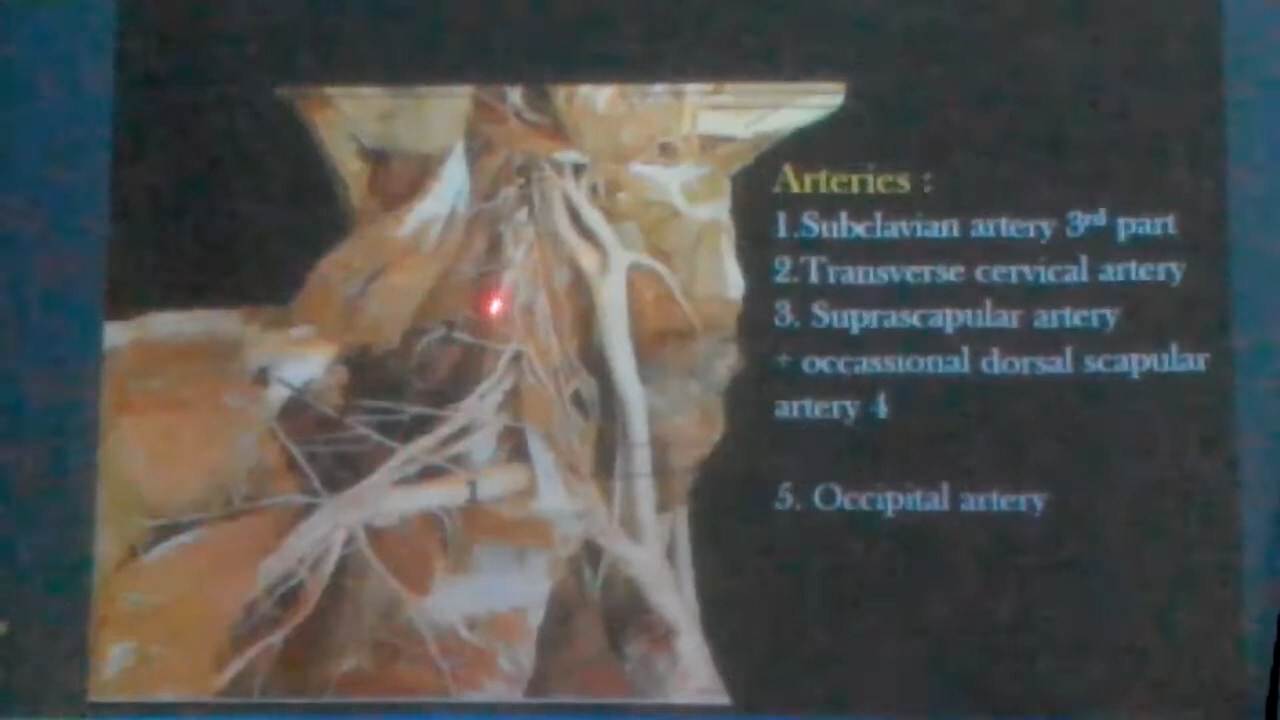 Arteries :
1.Subclavian artery 3rd part
2.Transverse cervical artery
3. Suprascapular artery
+ occassional dorsal scapular
artery 4
5. Occipital artery
1